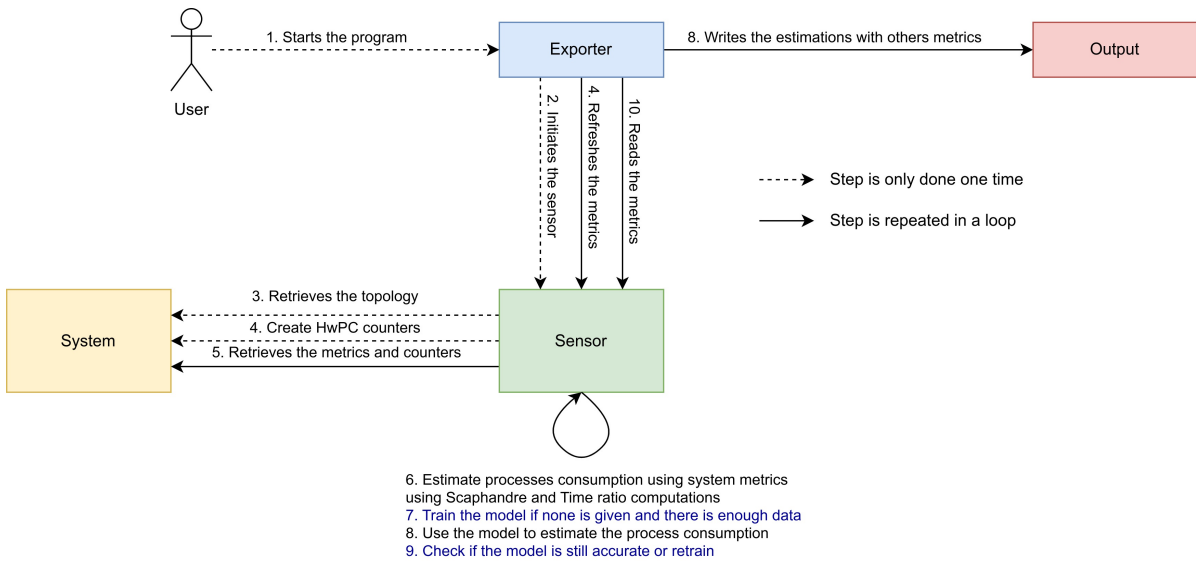 1. Starts the program
Exporter
8. Writes the estimations with others metrics
Output
User
2. Initiates the sensor
4. Refreshes the metrics
10. Reads the metrics
Step is only done one time
Step is repeated in a loop
3. Retrieves the topology
System
4. Create HwPC counters
Sensor
5. Retrieves the metrics and counters
6. Estimate processes consumption using system metrics
using Scaphandre and Time ratio computations
7. Train the model if none is given and there is enough data
8. Use the model to estimate the process consumption
9. Check if the model is still accurate or retrain